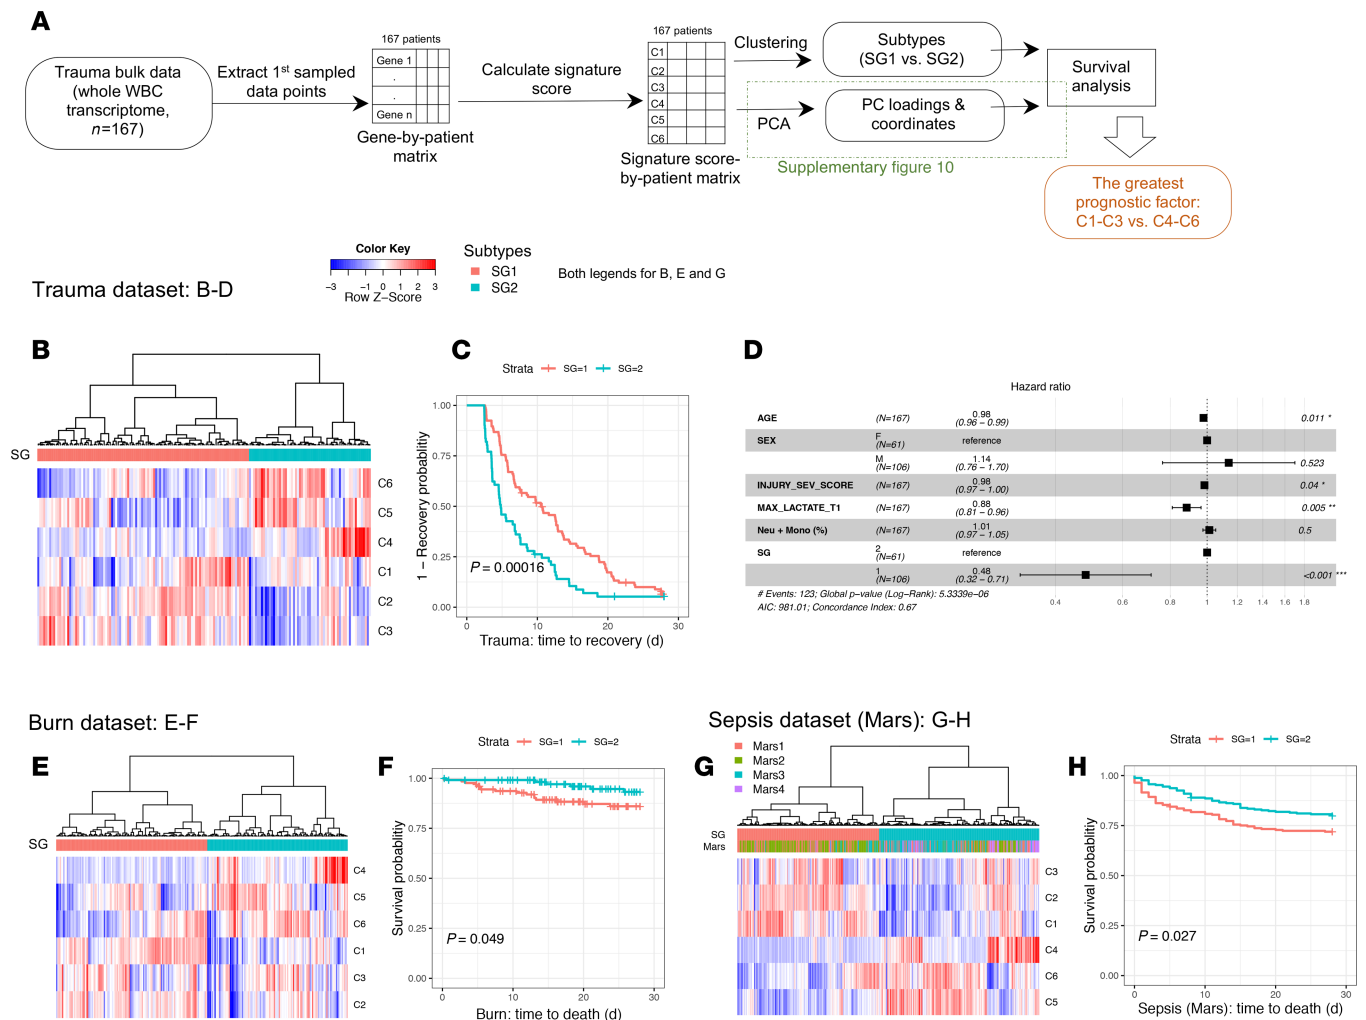 A
Trauma bulk data
(whole WBC
transcriptome,
n=167)
Extract 1st sampled
data points
167 patients
Gene 1
.
.
Gene n
Gene-by-patient
matrix
Calculate signature
score
167 patients
C1
C2
C3
C4
C5
C6
Signature score-
by-patient matrix
Clustering
PCA
Subtypes
(SG1 vs. SG2)
PC loadings &
coordinates
Supplementary figure 10
Survival
analysis
The greatest
prognostic factor:
C1-C3 vs. C4-C6
Trauma dataset: B-D
Color Key
−3 −1 0 1 2 3
Row Z−Score
Subtypes
SG1
SG2
Both legends for B, E and G
B
SG
C6
C5
C4
C1
C2
C3
C
Strata SG=1 SG=2
1 − Recovery probablitiy
1.00
0.75
0.50
0.25
0.00
P = 0.00016
0 10 20 30
Trauma: time to recovery (d)
D
Hazard ratio
AGE (N=167) 0.98 (0.96 − 0.99) 0.011 *
SEX F (N=61) reference
M (N=106) 1.14 (0.76 − 1.70) 0.523
INJURY_SEV_SCORE (N=167) 0.98 (0.97 − 1.00) 0.04 *
MAX_LACTATE_T1 (N=167) 0.88 (0.81 − 0.96) 0.005 **
Neu + Mono (%) (N=167) 1.01 (0.97 − 1.05) 0.5
SG 2 (N=61) reference
1 (N=106) 0.48 (0.32 − 0.71) <0.001 ***
# Events: 123; Global p−value (Log−Rank): 5.3339e−06
AIC: 981.01; Concordance Index: 0.67
0.4 0.6 0.8 1 1.2 1.4 1.6 1.8
Burn dataset: E-F
E
SG
C4
C5
C6
C1
C3
C2
F
Strata SG=1 SG=2
Survival probablitiy
1.00
0.75
0.50
0.25
0.00
P = 0.049
0 10 20 30
Burn: time to death (d)
Sepsis dataset (Mars): G-H
G
Mars1
Mars2
Mars3
Mars4
SG
Mars
C3
C2
C1
C4
C6
C5
H
Strata SG=1 SG=2
Survival probablitiy
1.00
0.75
0.50
0.25
0.00
P = 0.027
0 10 20 30
Sepsis (Mars): time to death (d)